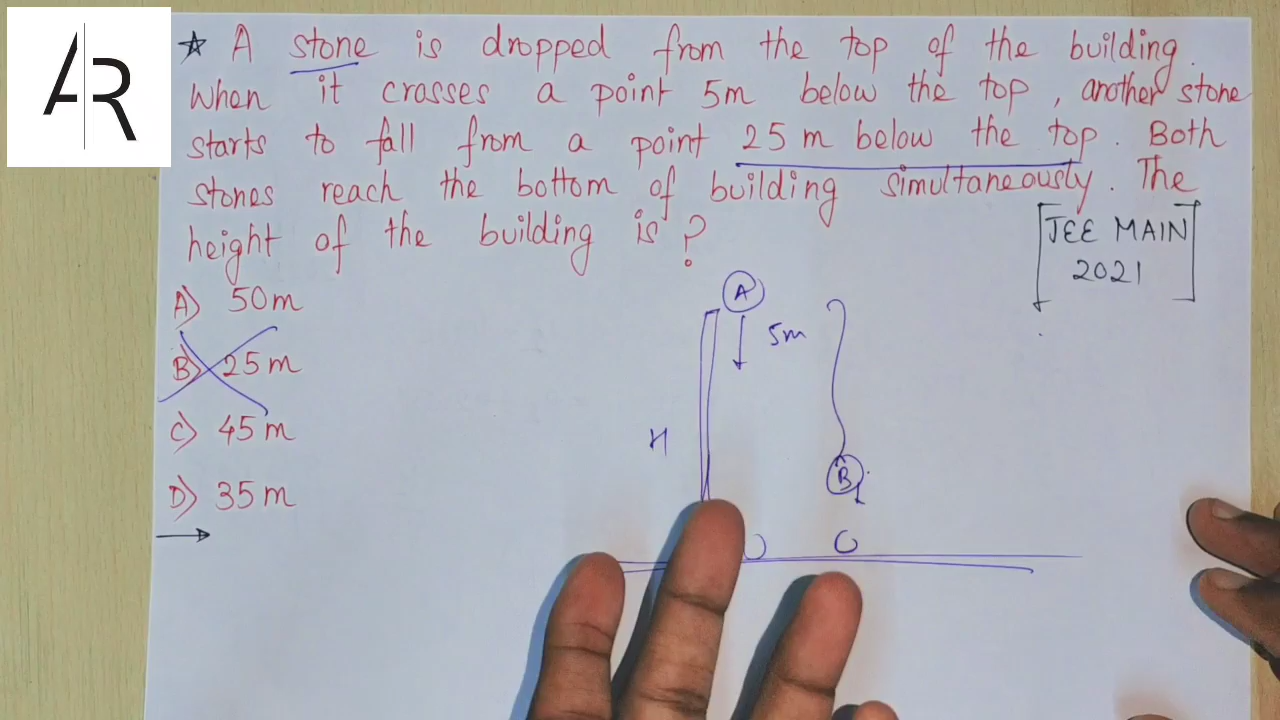 AR
☆ A stone is dropped from the top of the building.
When it crosses a point 5m below the top, another stone
starts to fall from a point 25 m below the top. Both
stones reach the bottom of building simultaneously. The
height of the building is ?
[JEE MAIN
2021]
A) 50m
B) 25m
C) 45m
D) 35m
→
A
5m
H
B